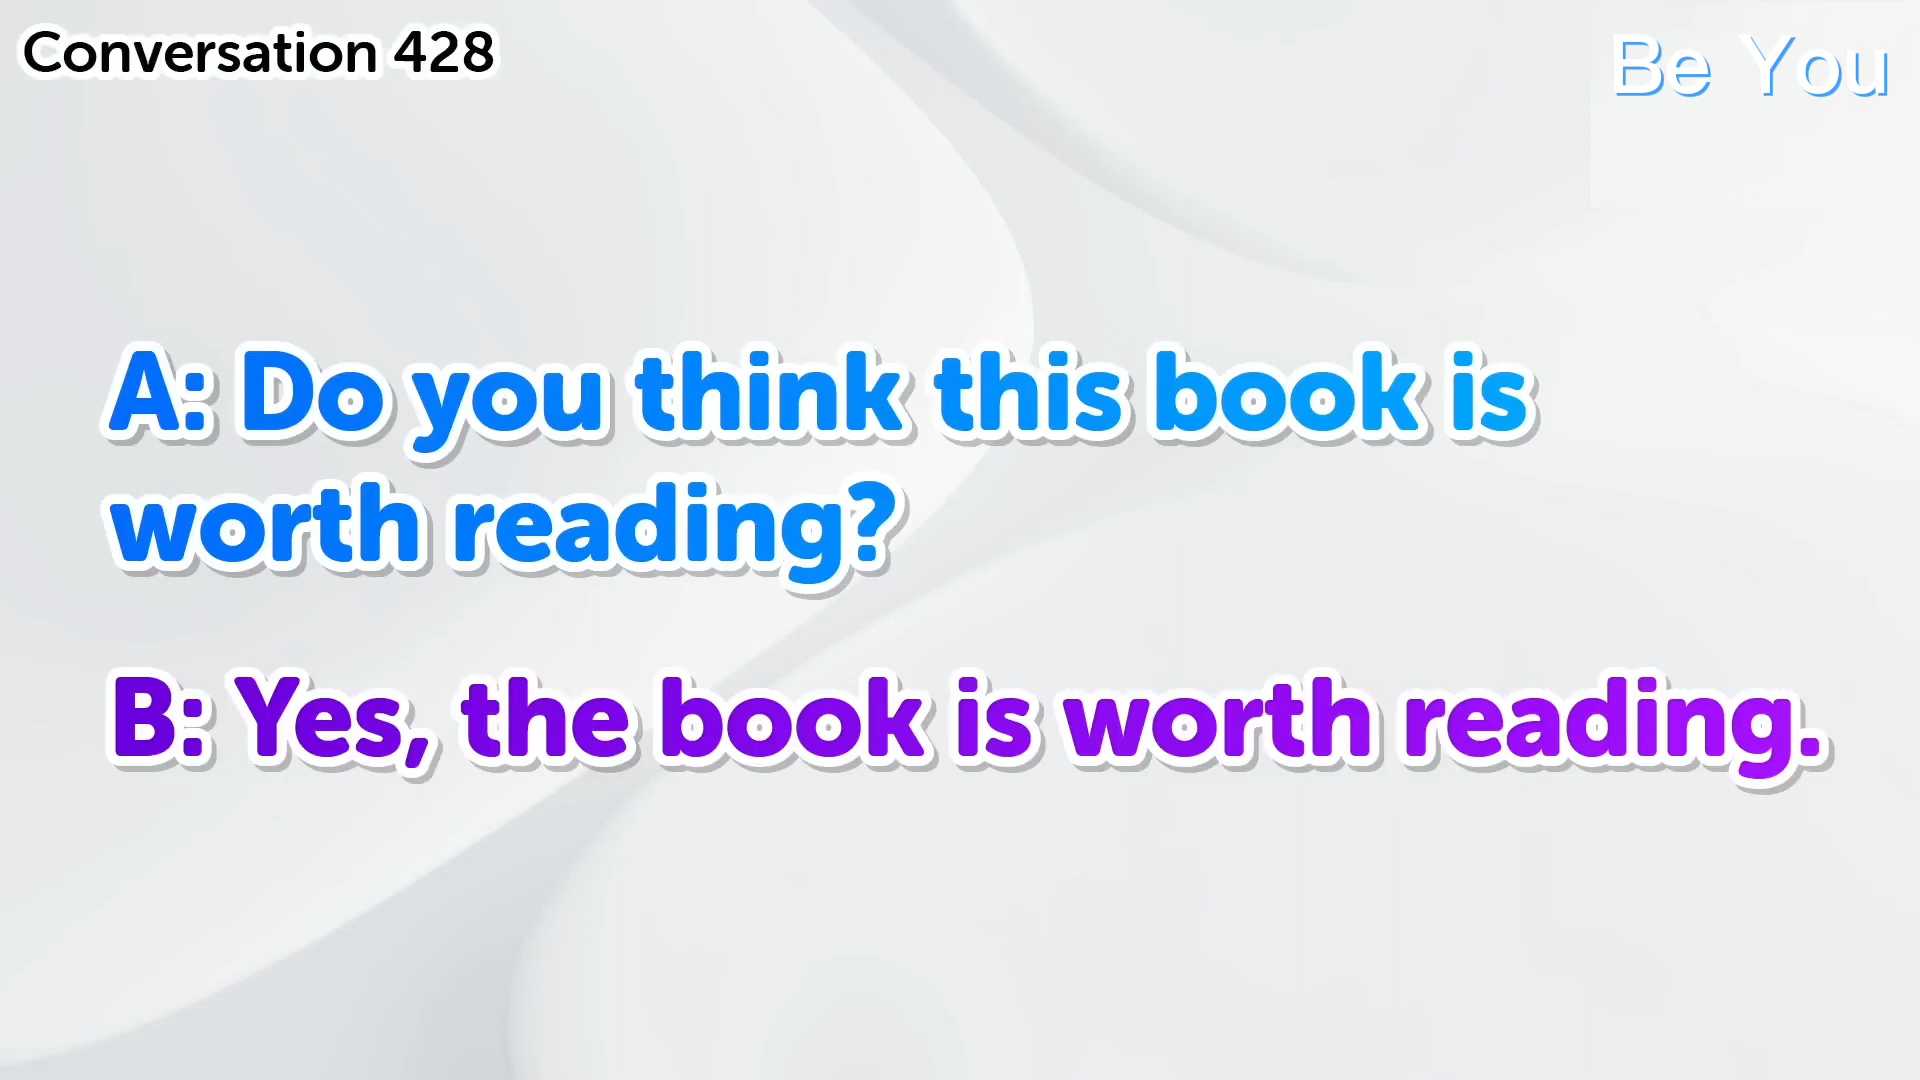 Conversation 428
Be You
A: Do you think this book is
worth reading?
B: Yes, the book is worth reading.